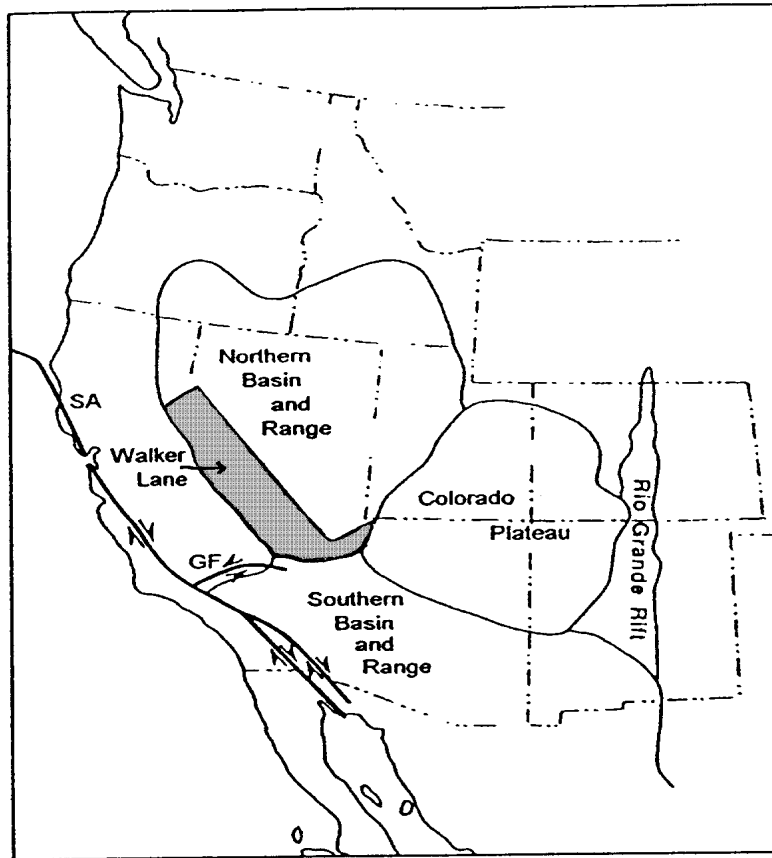 Northern
Basin
and
Range
SA
Walker
Lane
Colorado
Plateau
Rio Grande Rift
GF
Southern
Basin
and
Range